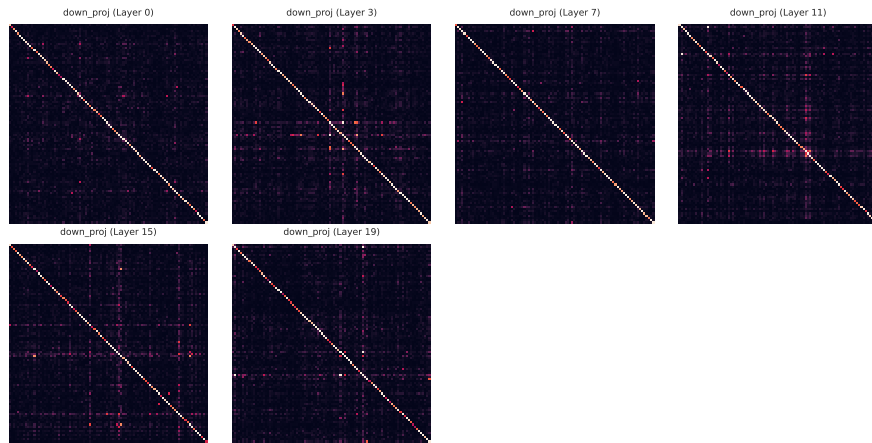 down_proj (Layer 0)
down_proj (Layer 3)
down_proj (Layer 7)
down_proj (Layer 11)
down_proj (Layer 15)
down_proj (Layer 19)